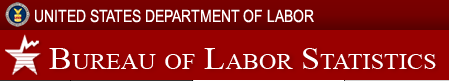 UNITED STATES DEPARTMENT OF LABOR
BUREAU OF LABOR STATISTICS